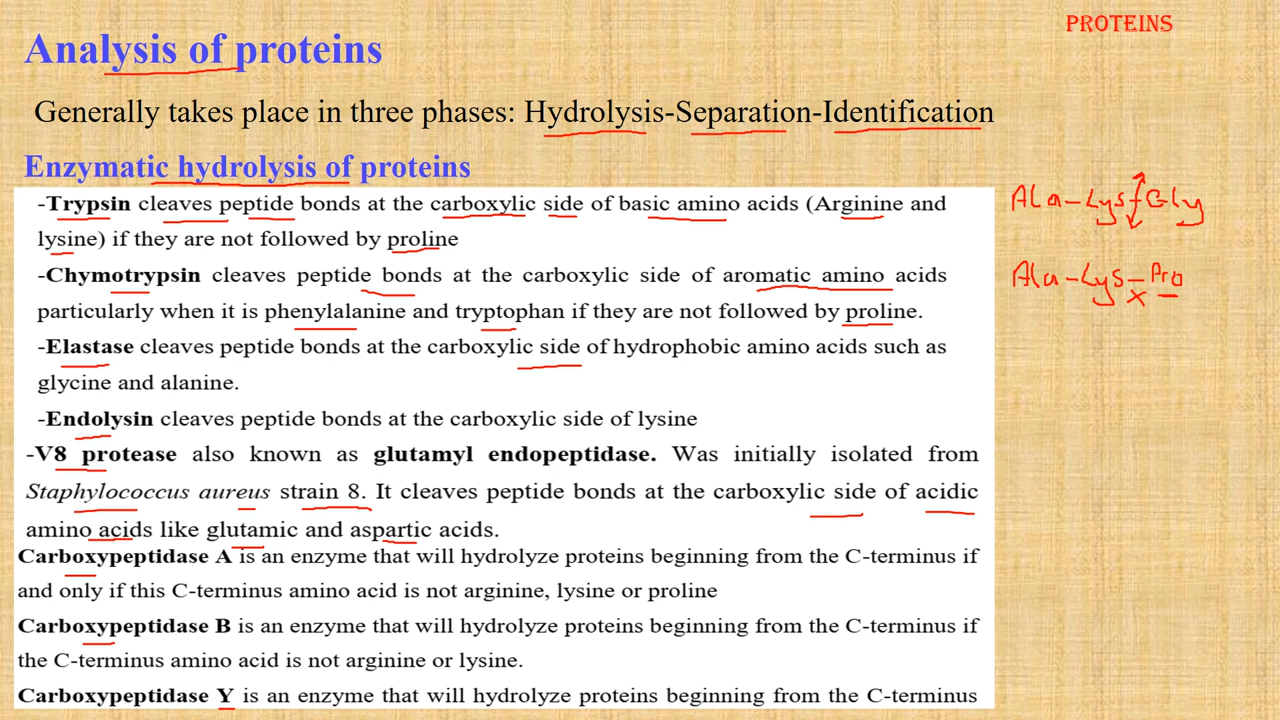 PROTEINS
Analysis of proteins
Generally takes place in three phases: Hydrolysis-Separation-Identification
Enzymatic hydrolysis of proteins
-Trypsin cleaves peptide bonds at the carboxylic side of basic amino acids (Arginine and
lysine) if they are not followed by proline
-Chymotrypsin cleaves peptide bonds at the carboxylic side of aromatic amino acids
particularly when it is phenylalanine and tryptophan if they are not followed by proline.
-Elastase cleaves peptide bonds at the carboxylic side of hydrophobic amino acids such as
glycine and alanine.
-Endolysin cleaves peptide bonds at the carboxylic side of lysine
-V8 protease also known as glutamyl endopeptidase. Was initially isolated from
Staphylococcus aureus strain 8. It cleaves peptide bonds at the carboxylic side of acidic
amino acids like glutamic and aspartic acids.
Carboxypeptidase A is an enzyme that will hydrolyze proteins beginning from the C-terminus if
and only if this C-terminus amino acid is not arginine, lysine or proline
Carboxypeptidase B is an enzyme that will hydrolyze proteins beginning from the C-terminus if
the C-terminus amino acid is not arginine or lysine.
Carboxypeptidase Y is an enzyme that will hydrolyze proteins beginning from the C-terminus
Ala-Lys-Gly
Ala-Lys-Pro
x